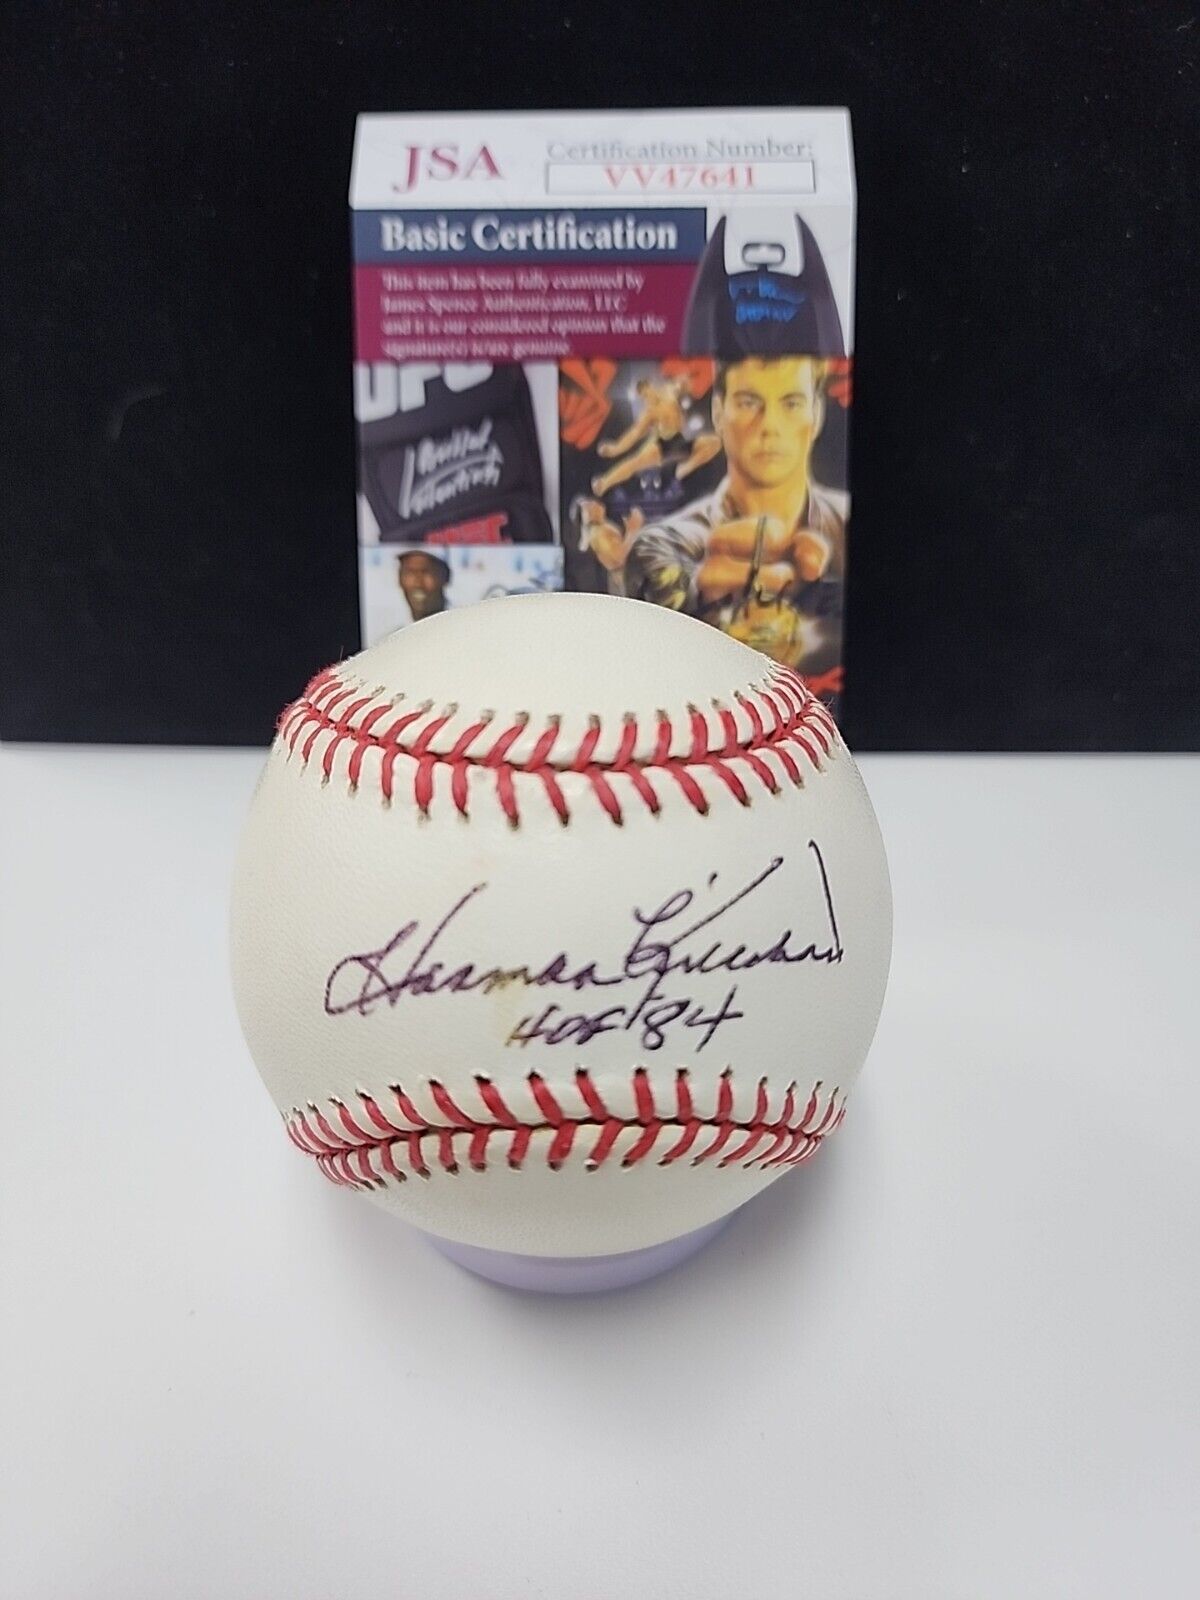 JSA
Certification Number:
VV47641
Basic Certification
This item has been fully examined by
James Spence Authentication, LLC
and it is our considered opinion that the
signature(s) is/are genuine.
UFC
Harmon Killebrew
HOF '84